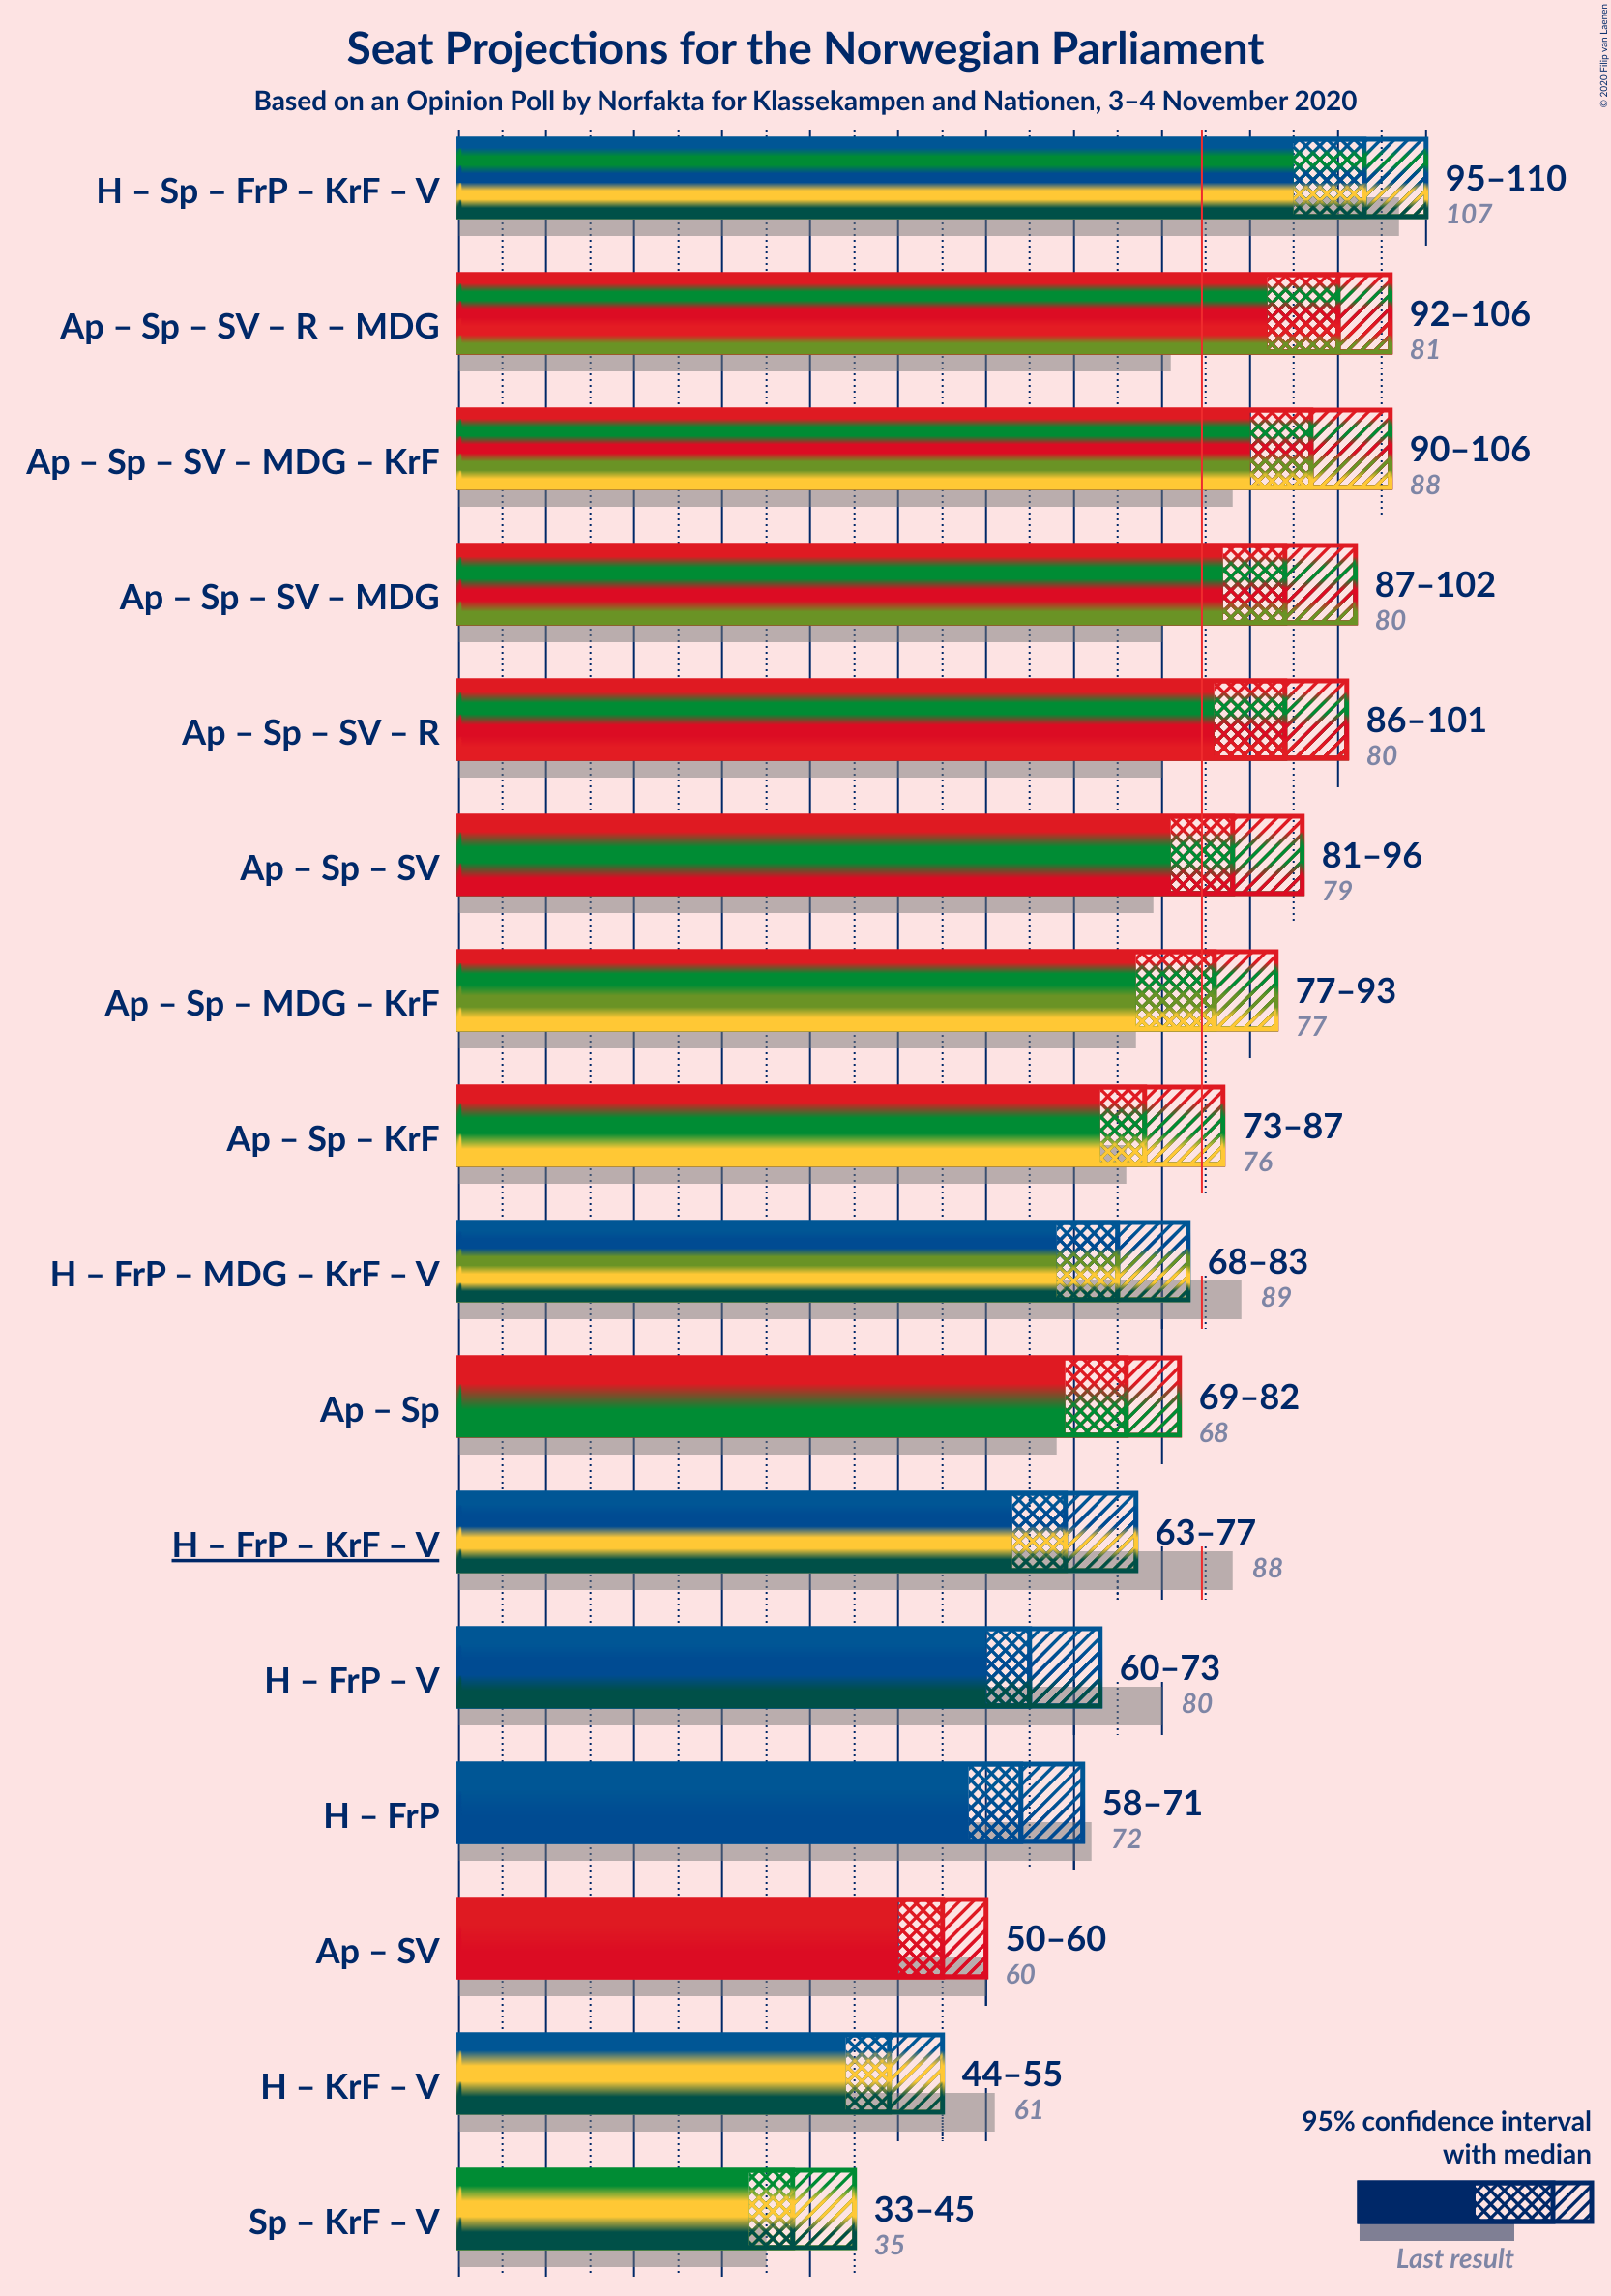 © 2020 Filip van Laenen
Seat Projections for the Norwegian Parliament
Based on an Opinion Poll by Norfakta for Klassekampen and Nationen, 3–4 November 2020
H – Sp – FrP – KrF – V
95–110
107
Ap – Sp – SV – R – MDG
92–106
81
Ap – Sp – SV – MDG – KrF
90–106
88
Ap – Sp – SV – MDG
87–102
80
Ap – Sp – SV – R
86–101
80
Ap – Sp – SV
81–96
79
Ap – Sp – MDG – KrF
77–93
77
Ap – Sp – KrF
73–87
76
H – FrP – MDG – KrF – V
68–83
89
Ap – Sp
69–82
68
H – FrP – KrF – V
63–77
88
H – FrP – V
60–73
80
H – FrP
58–71
72
Ap – SV
50–60
60
H – KrF – V
44–55
61
Sp – KrF – V
33–45
35
95% confidence interval
with median
Last result